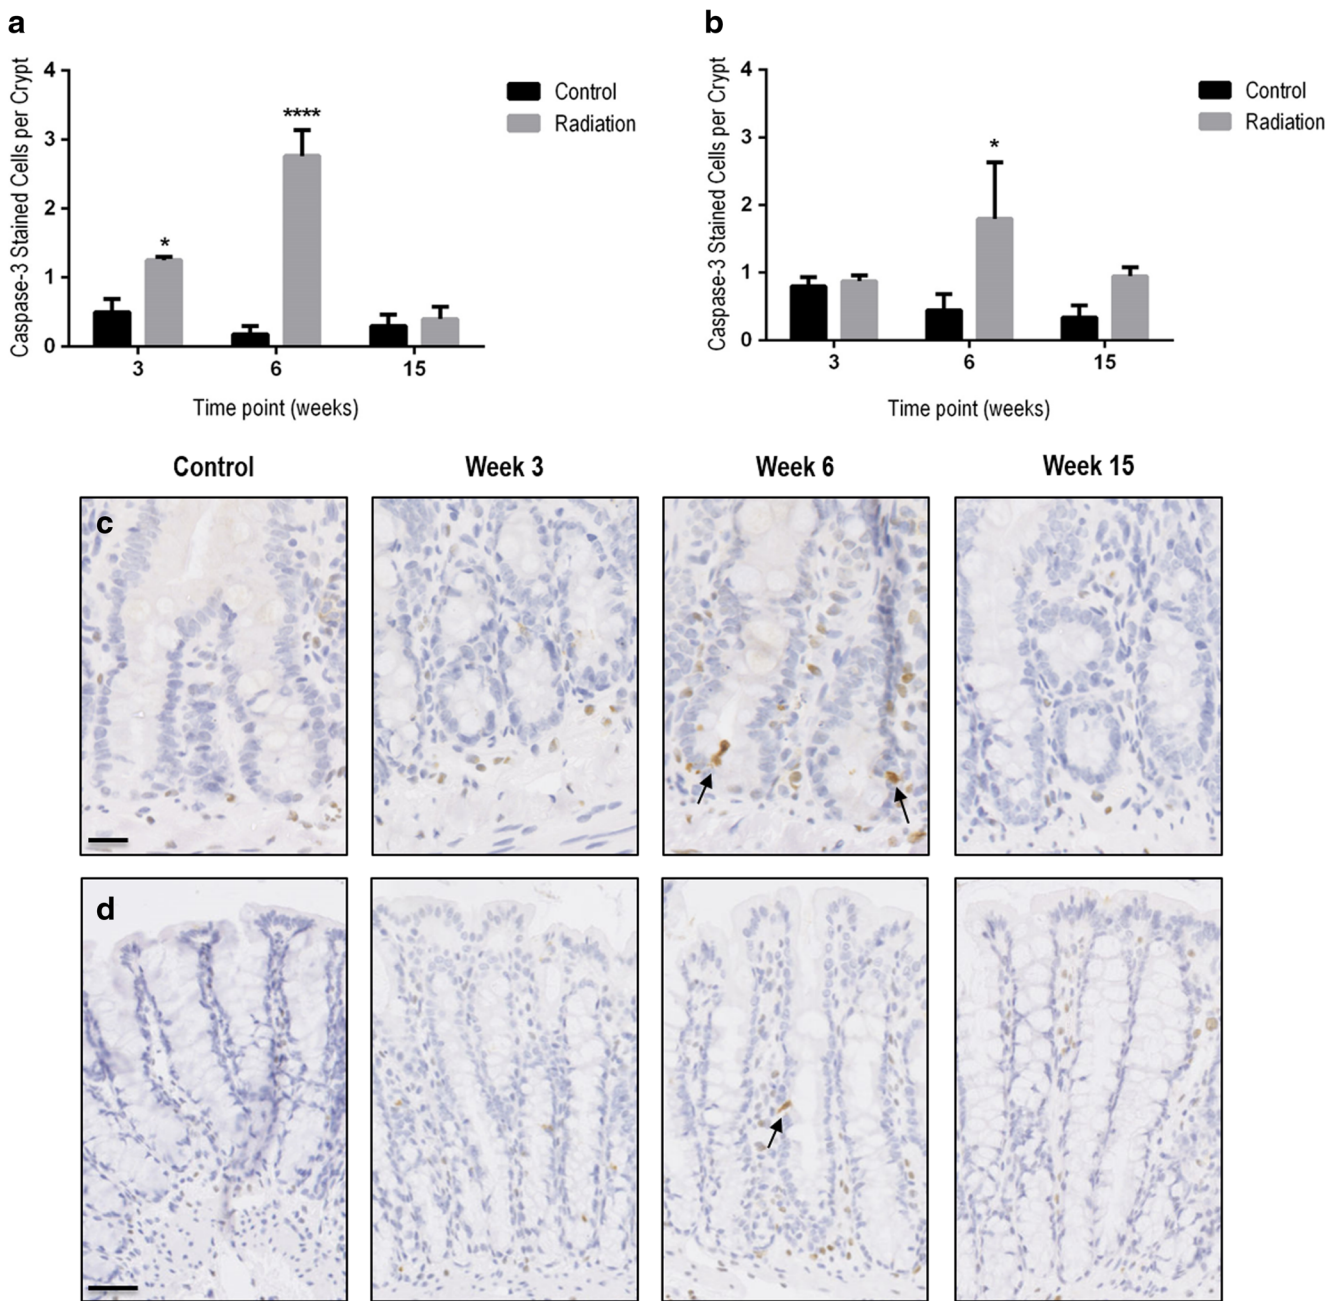 a
Caspase-3 Stained Cells per Crypt
4
3
2
1
0
*
****
3 6 15
Time point (weeks)
Control
Radiation
b
Caspase-3 Stained Cells per Crypt
4
3
2
1
0
*
3 6 15
Time point (weeks)
Control
Radiation
Control Week 3 Week 6 Week 15
c
d